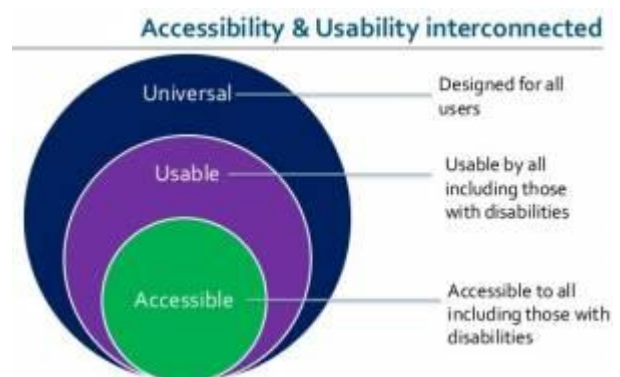 Accessibility & Usability interconnected
Universal
Designed for all
users
Usable
Usable by all
including those
with disabilities
Accessible
Accessible to all
including those with
disabilities